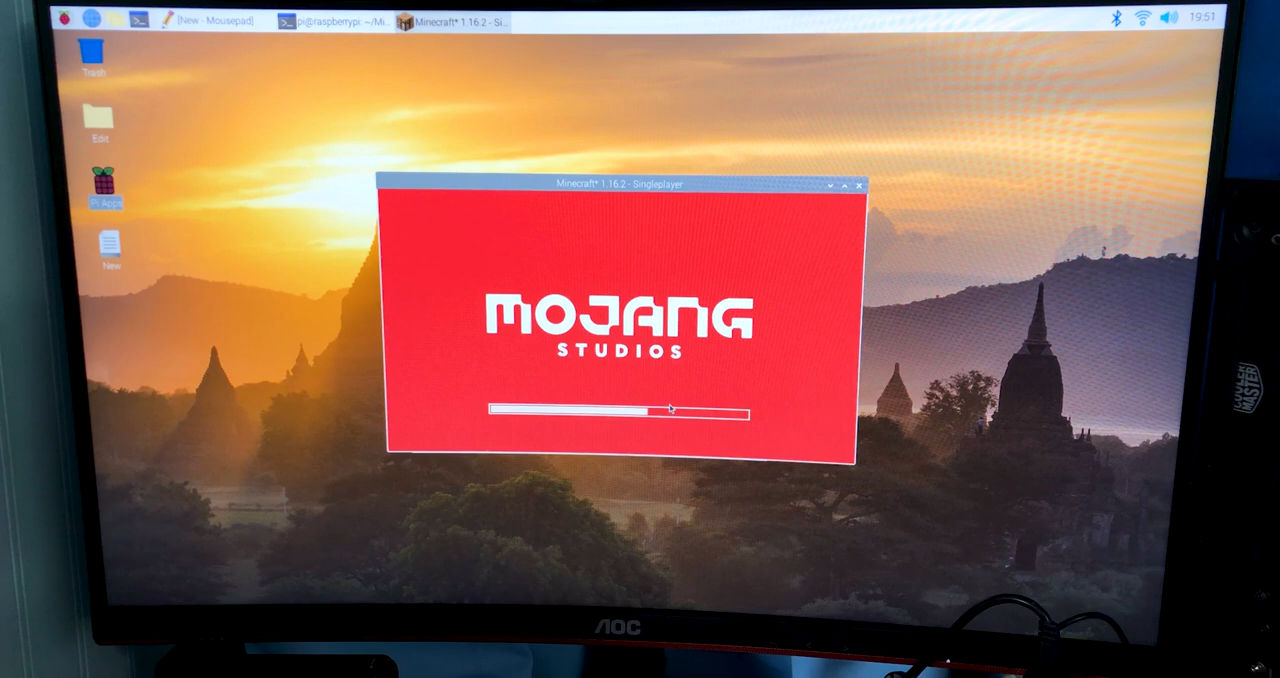 [New - Mousepad]
pi@raspberrypi: ~/Mi...
Minecraft* 1.16.2 - Si...
19:51
Trash
Edit
Pi Apps
New
Minecraft* 1.16.2 - Singleplayer
MOJANG
STUDIOS
AOC
COOLER
MASTER